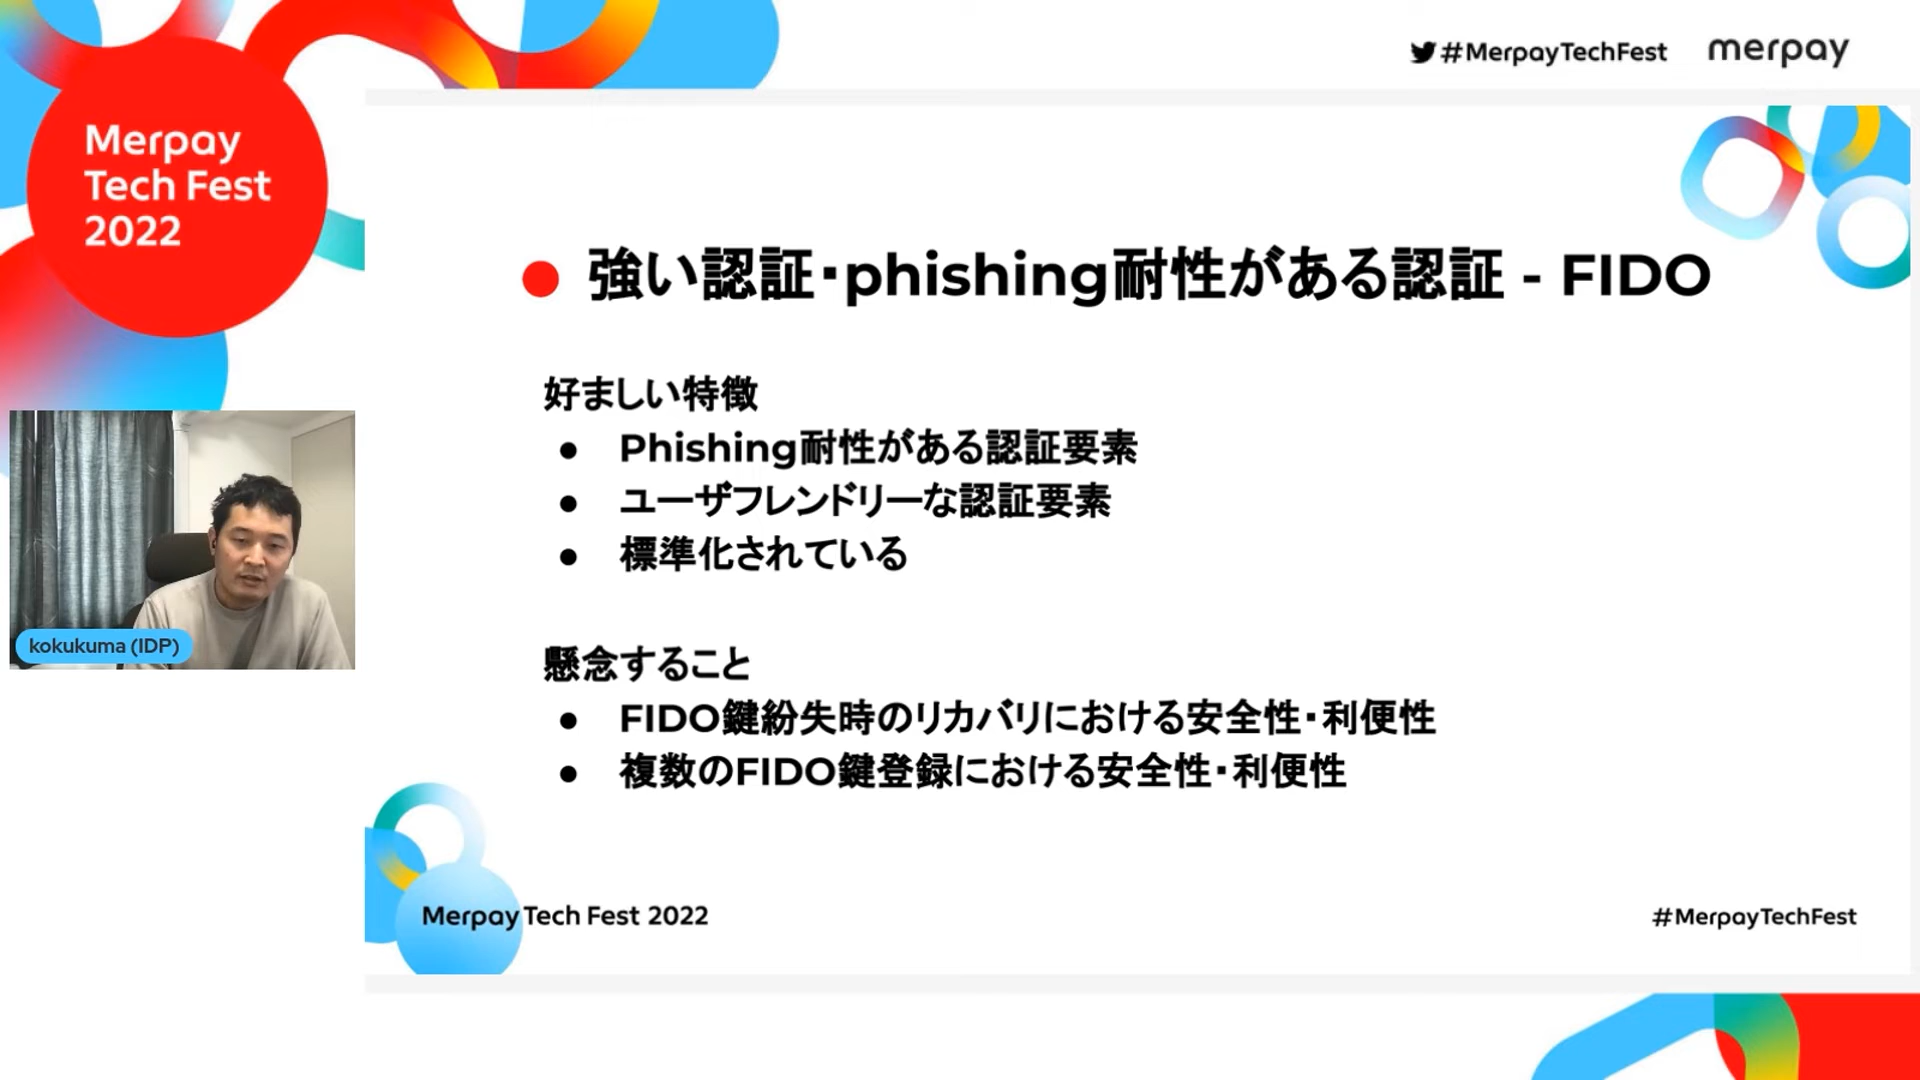 #MerpayTechFest
merpay
Merpay
Tech Fest
2022
強い認証・phishing耐性がある認証 - FIDO
好ましい特徴
● Phishing耐性がある認証要素
● ユーザフレンドリーな認証要素
● 標準化されている
懸念すること
● FIDO鍵紛失時のリカバリにおける安全性・利便性
● 複数のFIDO鍵登録における安全性・利便性
kokukuma (IDP)
Merpay Tech Fest 2022
#MerpayTechFest